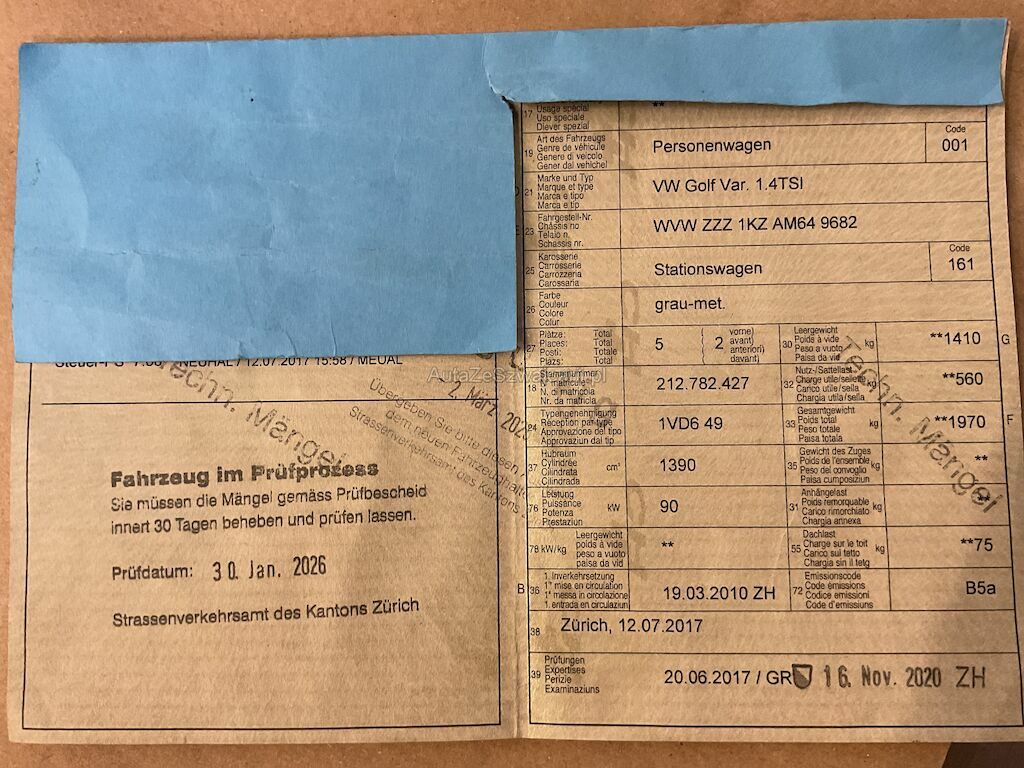 Steuer-PS 7.08 / NEUHAL / 12.07.2017 15:58 / MEUAL
Techn. Mängel
- 2. März 202
Übergeben Sie bitte diesen
dem neuen Fahrzeughalter
Strassenverkehrsamt des Kantons
Fahrzeug im Prüfprozess
Sie müssen die Mängel gemäss Prüfbescheid
innert 30 Tagen beheben und prüfen lassen.
Prüfdatum: 30. Jan. 2026
Strassenverkehrsamt des Kantons Zürich
AutaZeSzwajcarii.pl
17
Usage spécial
Uso speciale
Diever spezial
**
19
Art des Fahrzeugs
Genre de véhicule
Genere di veicolo
Gener dal vehichel
Personenwagen
Code
001
D
21
Marke und Typ
Marque et type
Marca e tipo
Marca e tip
VW Golf Var. 1.4TSI
E
23
Fahrgestell-Nr.
Châssis no
Telaio n.
Schassis nr.
WVW ZZZ 1KZ AM64 9682
25
Karosserie
Carrosserie
Carrozzeria
Carossaria
Stationswagen
Code
161
26
Farbe
Couleur
Colore
Colur
grau-met.
27
Plätze: Total
Places: Total
Posti: Totale
Plazs: Total
5
( 2
vorne)
avant)
anteriori)
davant)
30
Leergewicht
Poids à vide
Peso a vuoto
Paisa da vid
kg
**1410
G
18
Stammnummer
N° matricule
N. di matricola
Nr. da matricla
212.782.427
32
Nutz-/Sattellast
Charge utile/sellette
Carico utile/sella
Chargia utila/sella
kg
**560
24
Typengenehmigung
Réception par type
Approvazione del tipo
Approvaziun dal tip
1VD6 49
33
Gesamtgewicht
Poids total
Peso totale
Paisa totala
kg
**1970
F
37
Hubraum
Cylindrée
Cilindrata
Cilindrada
cm³
1390
35
Gewicht des Zuges
Poids de l'ensemble
Peso del convoglio
Paisa cumposiziun
kg
**
76
Leistung
Puissance
Potenza
Prestaziun
kW
90
31
Anhängelast
Poids remorquable
Carico rimorchiato
Chargia annexa
kg
78 kW/kg
Leergewicht
poids à vide
peso a vuoto
paisa da vid
**
55
Dachlast
Charge sur le toit
Carico sul tetto
Chargia sin il tetg
kg
**75
B
36
1. Inverkehrsetzung
1re mise en circulation
1a messa in circolazione
1. entrada en circulaziun
19.03.2010 ZH
72
Emissionscode
Code émissions
Codice emissioni
Code d'emissiuns
B5a
38
Zürich, 12.07.2017
39
Prüfungen
Expertises
Perizie
Examinaziuns
20.06.2017 / GR
16. Nov. 2020 ZH
Techn. Mängel